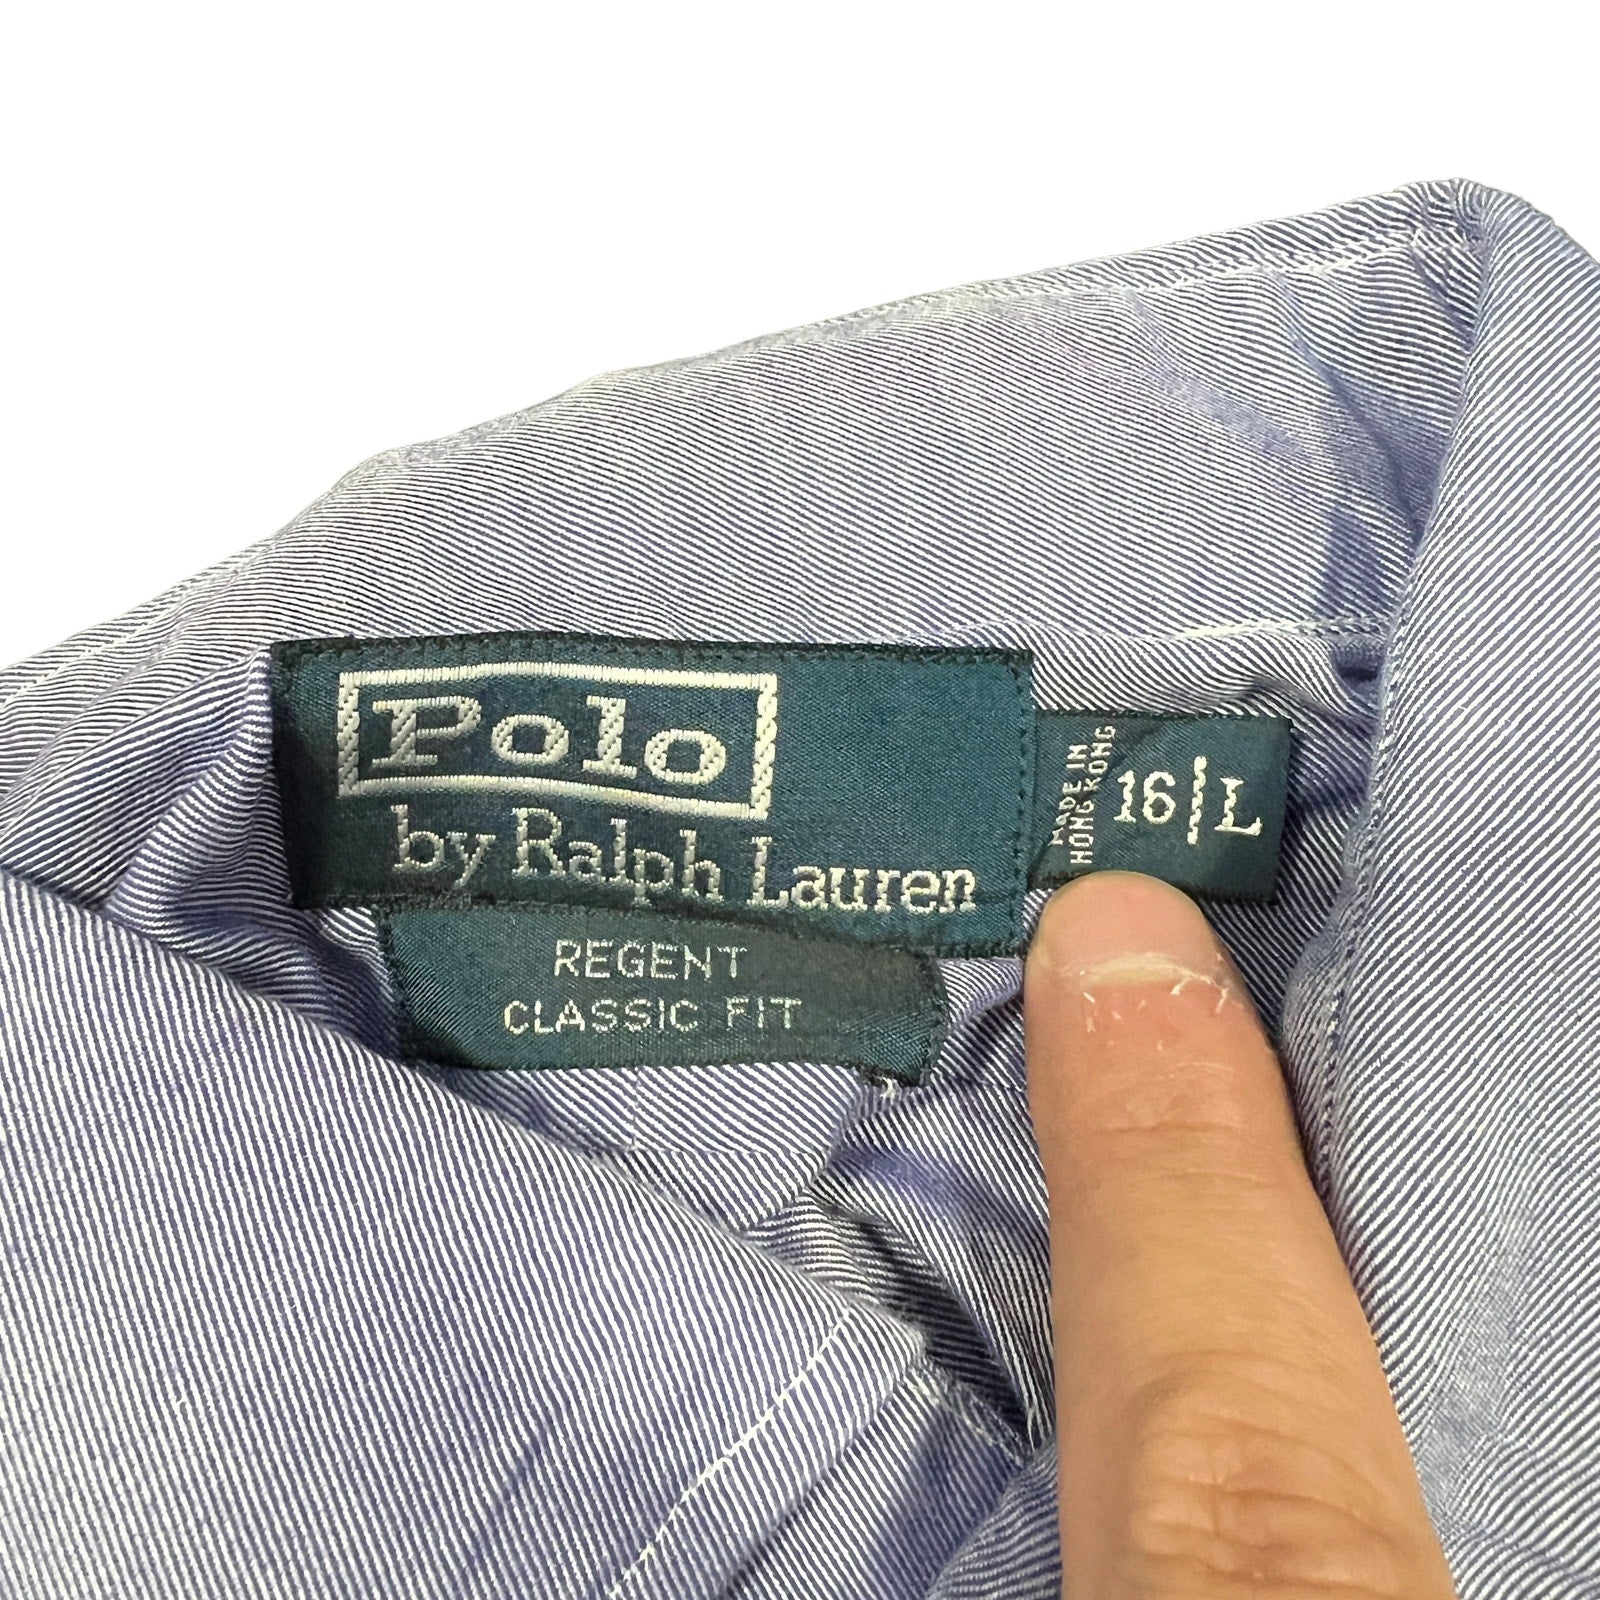 Polo
by Ralph Lauren
MADE IN
HONG KONG
16 | L
REGENT
CLASSIC FIT